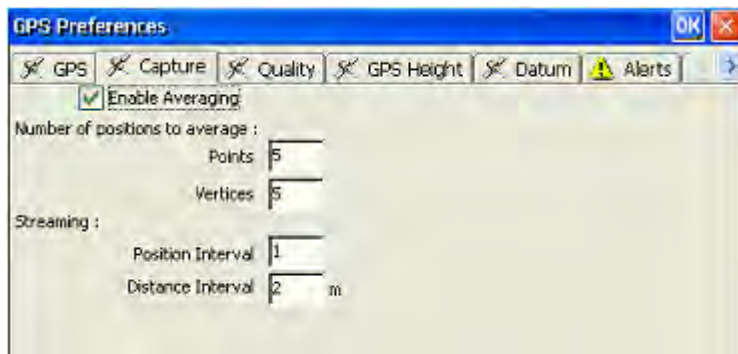 GPS Preferences
OK
GPS Capture Quality GPS Height Datum Alerts
Enable Averaging
Number of positions to average :
Points 5
Vertices 5
Streaming :
Position Interval 1
Distance Interval 2 m